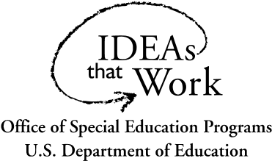 IDEAs
that Work
Office of Special Education Programs
U.S. Department of Education